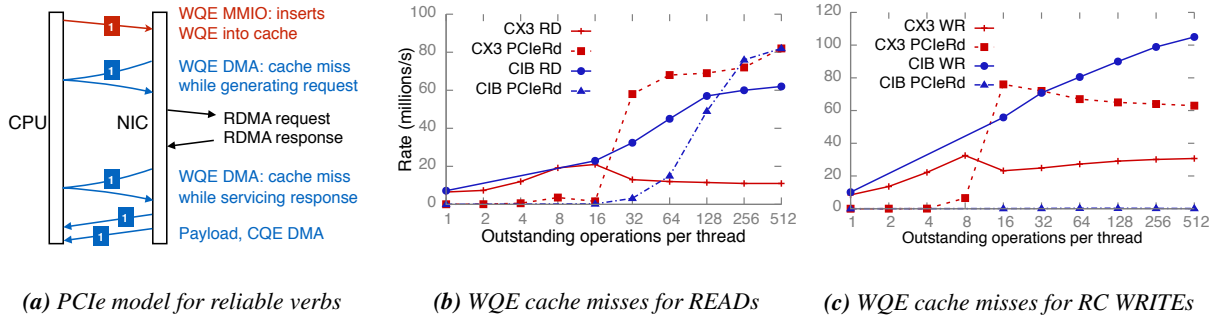 1
WQE MMIO: inserts
WQE into cache
1
WQE DMA: cache miss
while generating request
CPU
NIC
RDMA request
RDMA response
1
WQE DMA: cache miss
while servicing response
1
1
Payload, CQE DMA
(a) PCIe model for reliable verbs
CX3 RD
CX3 PCIeRd
CIB RD
CIB PCIeRd
Rate (millions/s)
100
80
60
40
20
0
1 2 4 8 16 32 64 128 256 512
Outstanding operations per thread
(b) WQE cache misses for READs
CX3 WR
CX3 PCIeRd
CIB WR
CIB PCIeRd
120
100
80
60
40
20
0
1 2 4 8 16 32 64 128 256 512
Outstanding operations per thread
(c) WQE cache misses for RC WRITEs